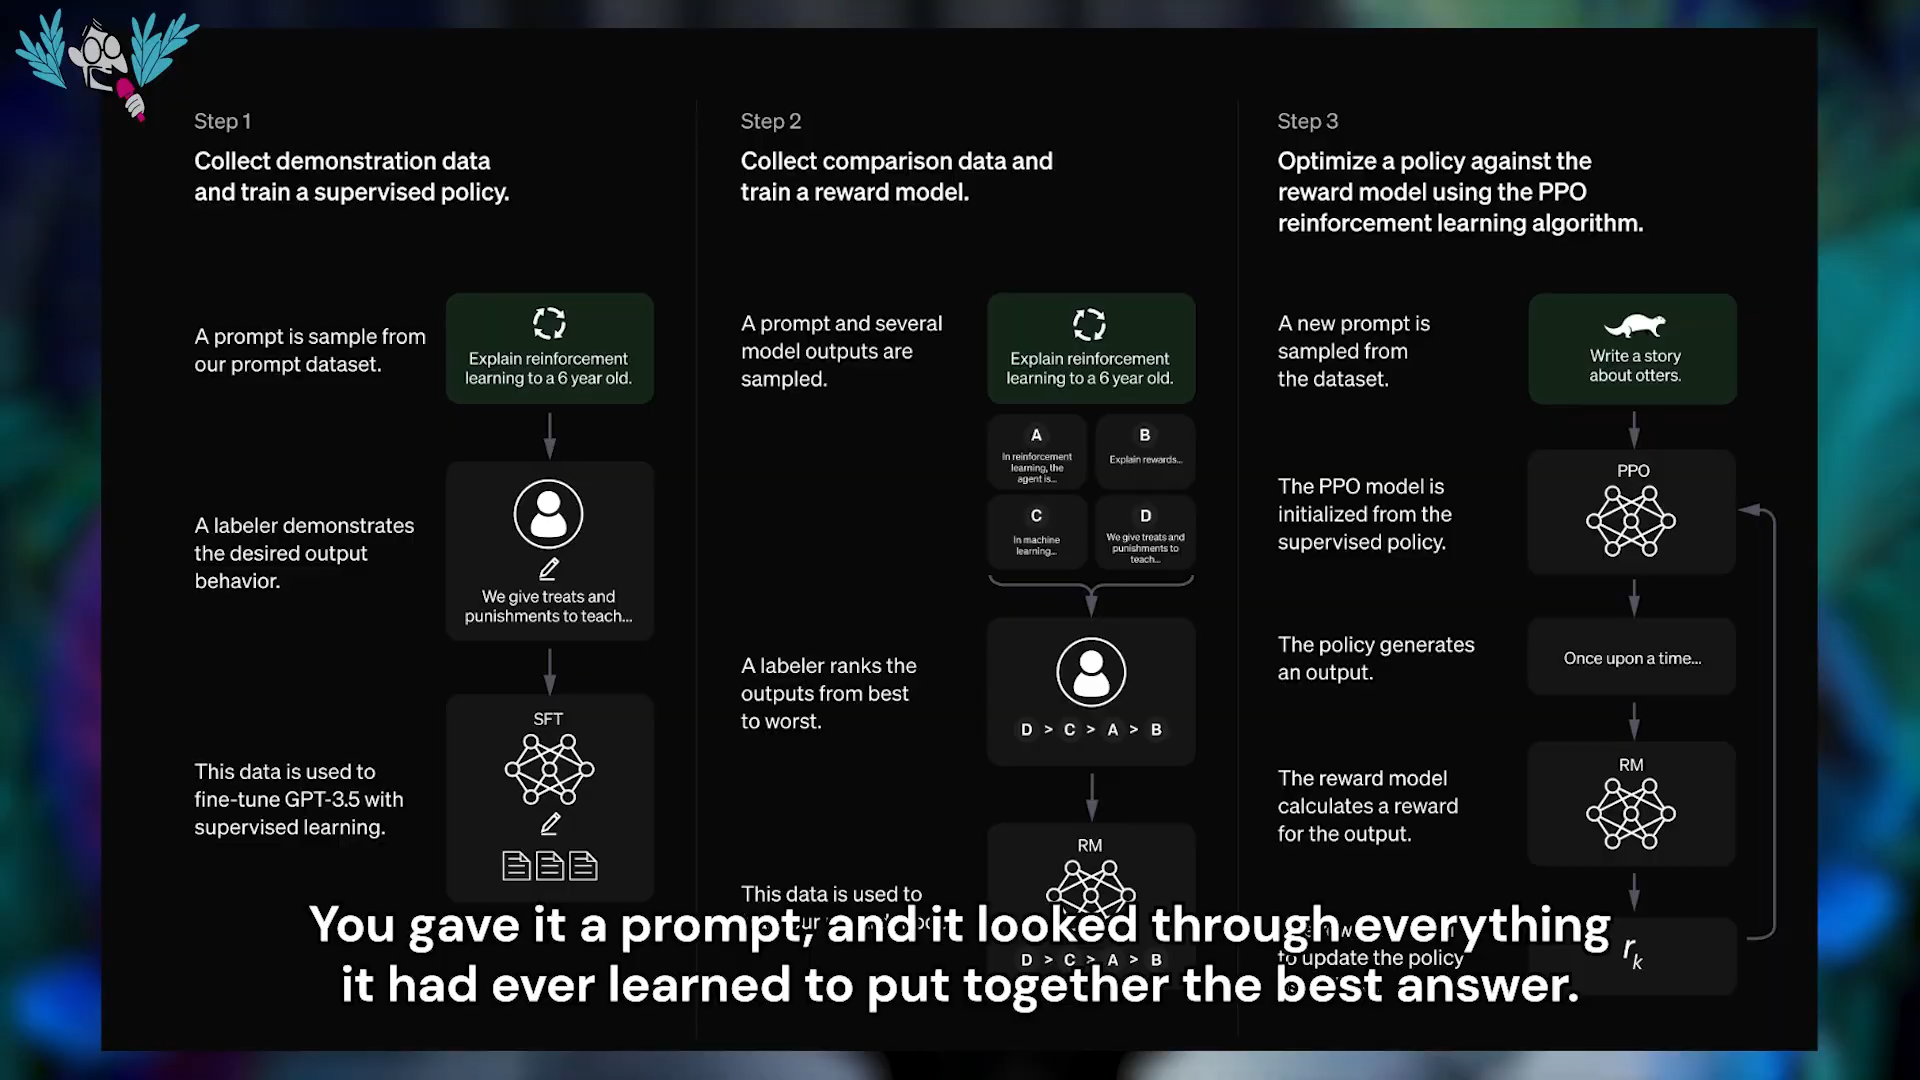 Step 1
Collect demonstration data
and train a supervised policy.
A prompt is sample from
our prompt dataset.
Explain reinforcement
learning to a 6 year old.
A labeler demonstrates
the desired output
behavior.
We give treats and
punishments to teach...
This data is used to
fine-tune GPT-3.5 with
supervised learning.
SFT
Step 2
Collect comparison data and
train a reward model.
A prompt and several
model outputs are
sampled.
Explain reinforcement
learning to a 6 year old.
A
In reinforcement
learning, the
agent is...
B
Explain rewards...
C
In machine
learning...
D
We give treats and
punishments to
teach...
A labeler ranks the
outputs from best
to worst.
D > C > A > B
This data is used to
RM
D > C > A > B
Step 3
Optimize a policy against the
reward model using the PPO
reinforcement learning algorithm.
A new prompt is
sampled from
the dataset.
Write a story
about otters.
The PPO model is
initialized from the
supervised policy.
PPO
The policy generates
an output.
Once upon a time...
The reward model
calculates a reward
for the output.
RM
to update the policy
rk
You gave it a prompt, and it looked through everything
it had ever learned to put together the best answer.